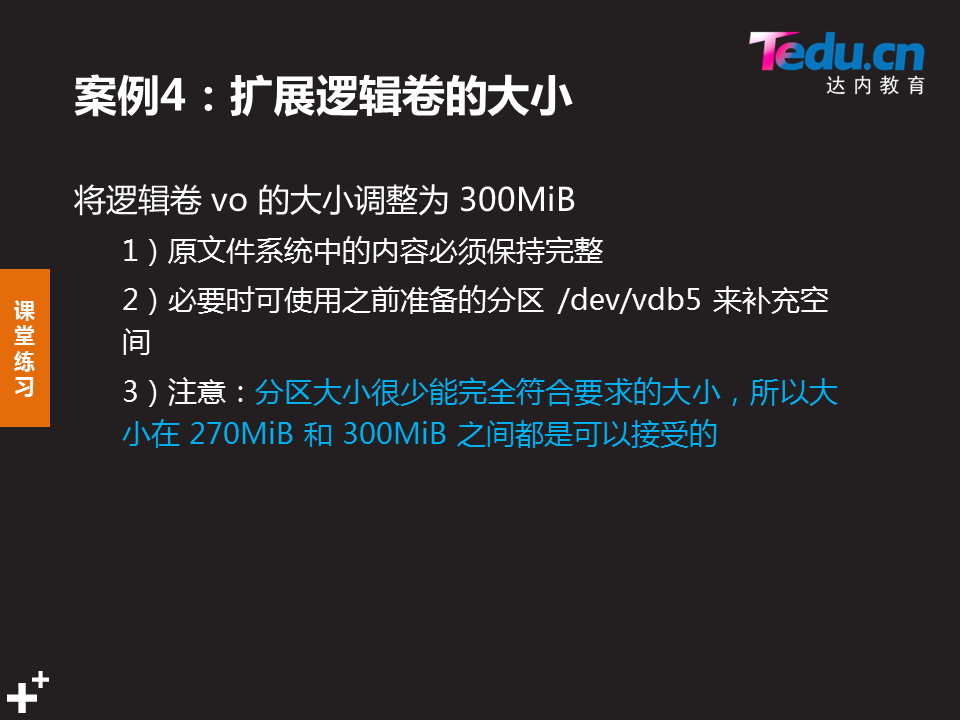 Tedu.cn
达内教育
案例4：扩展逻辑卷的大小
将逻辑卷 vo 的大小调整为 300MiB
1）原文件系统中的内容必须保持完整
2）必要时可使用之前准备的分区 /dev/vdb5 来补充空
间
3）注意：分区大小很少能完全符合要求的大小，所以大
小在 270MiB 和 300MiB 之间都是可以接受的
课
堂
练
习